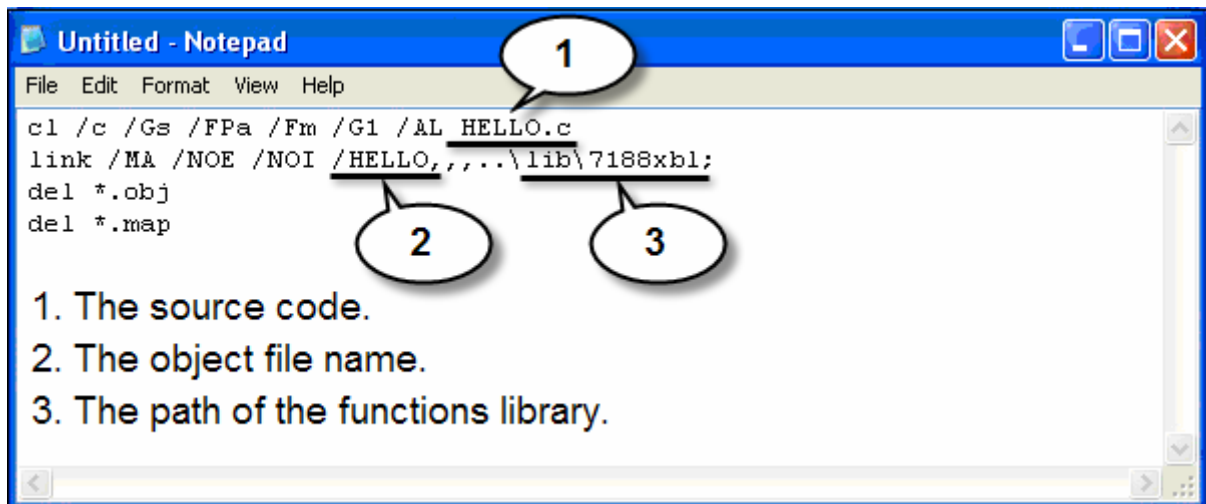 Untitled - Notepad
File Edit Format View Help
1
cl /c /Gs /FPa /Fm /G1 /AL HELLO.c
link /MA /NOE /NOI /HELLO,,,..\lib\7188xbl;
del *.obj
del *.map
2
3
1. The source code.
2. The object file name.
3. The path of the functions library.